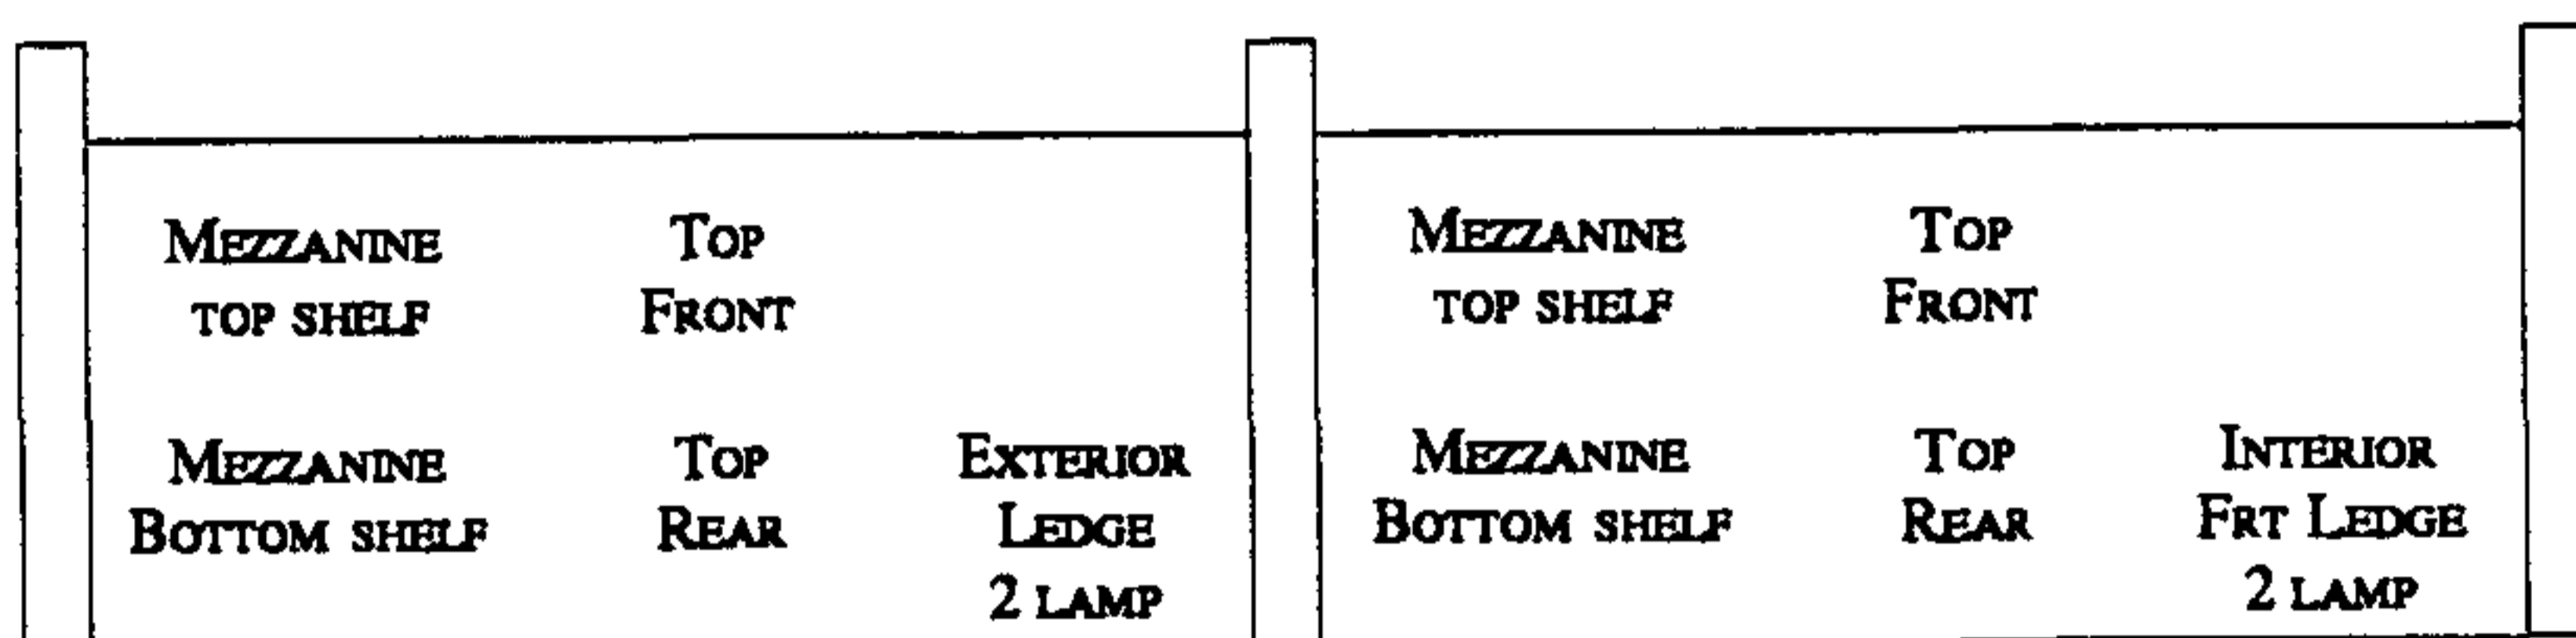 MEZZANINE
TOP SHELF
TOP
FRONT
MEZZANINE
TOP SHELF
TOP
FRONT
MEZZANINE
BOTTOM SHELF
TOP
REAR
EXTERIOR
LEDGE
2 LAMP
MEZZANINE
BOTTOM SHELF
TOP
REAR
INTERIOR
FRT LEDGE
2 LAMP